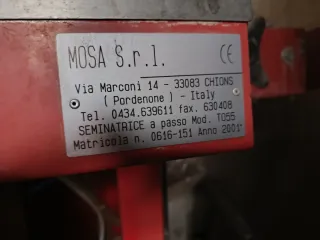 MOSA S.r.l. CE
Via Marconi 14 - 33083 CHIONS
( Pordenone ) - Italy
Tel. 0434.639611 fax. 630408
SEMINATRICE a passo Mod. TO55
Matricola n. 0616-151 Anno 2001